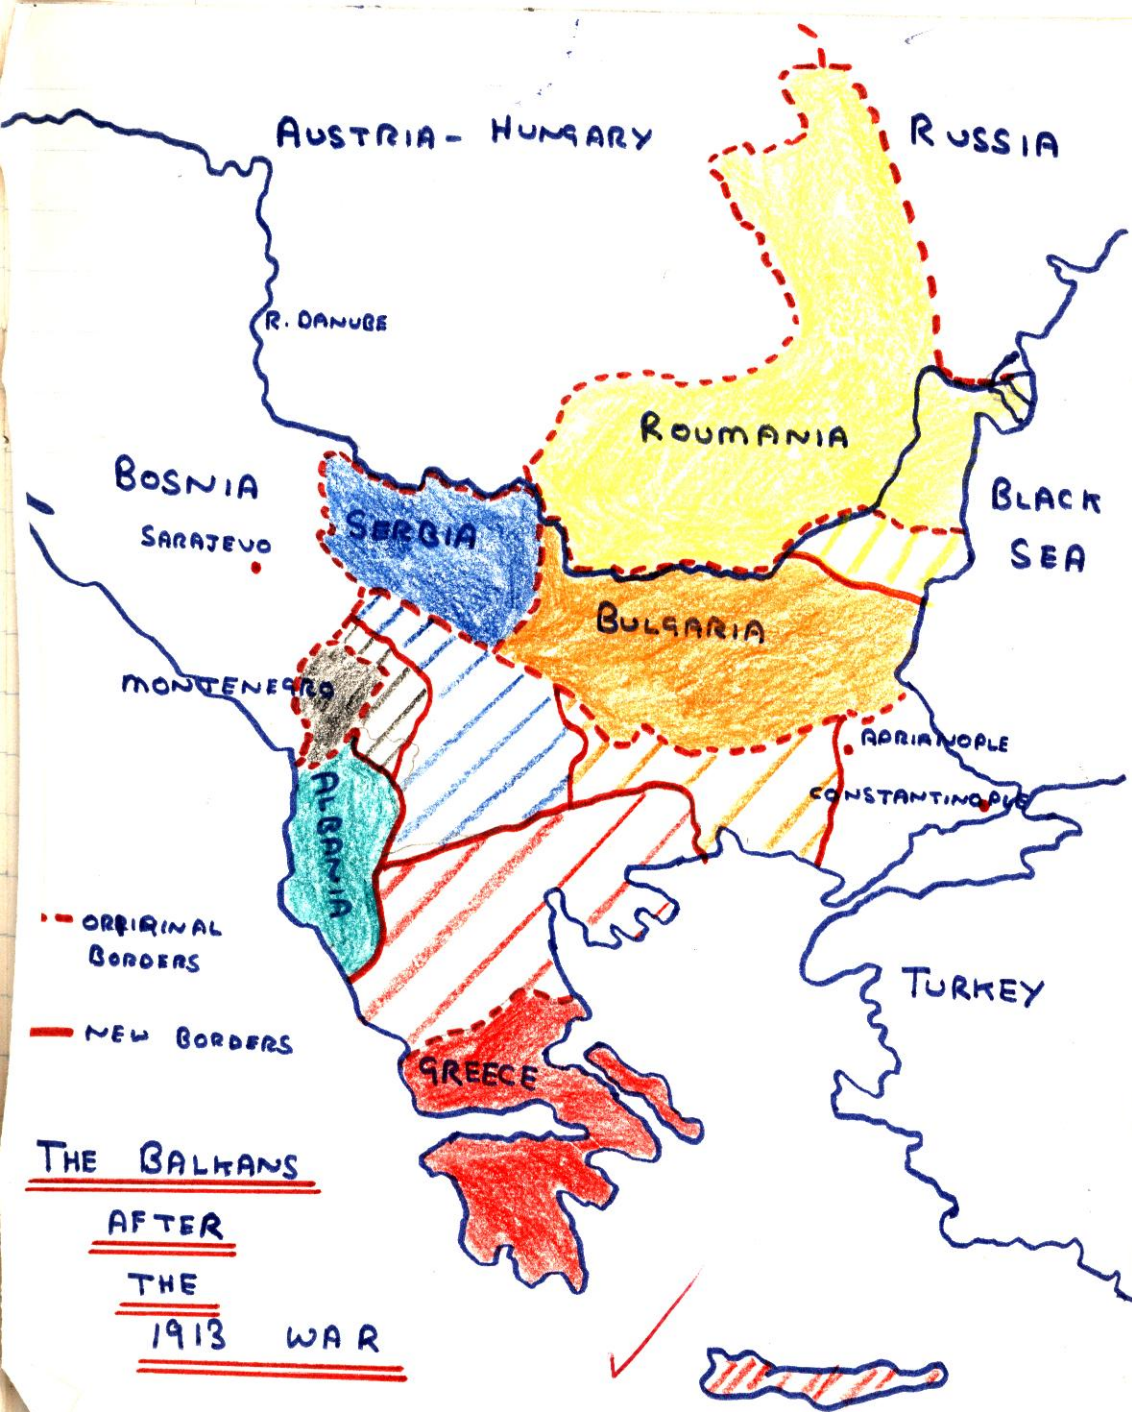 AUSTRIA - HUNGARY
RUSSIA
R. DANUBE
ROUMANIA
BOSNIA
SARAJEVO
SERBIA
BLACK
SEA
BULGARIA
MONTENEGRO
ADRIANOPLE
CONSTANTINOPLE
ALBANIA
TURKEY
GREECE
BORDERS
NEW BORDERS
THE BALKANS
AFTER
THE
1913 WAR